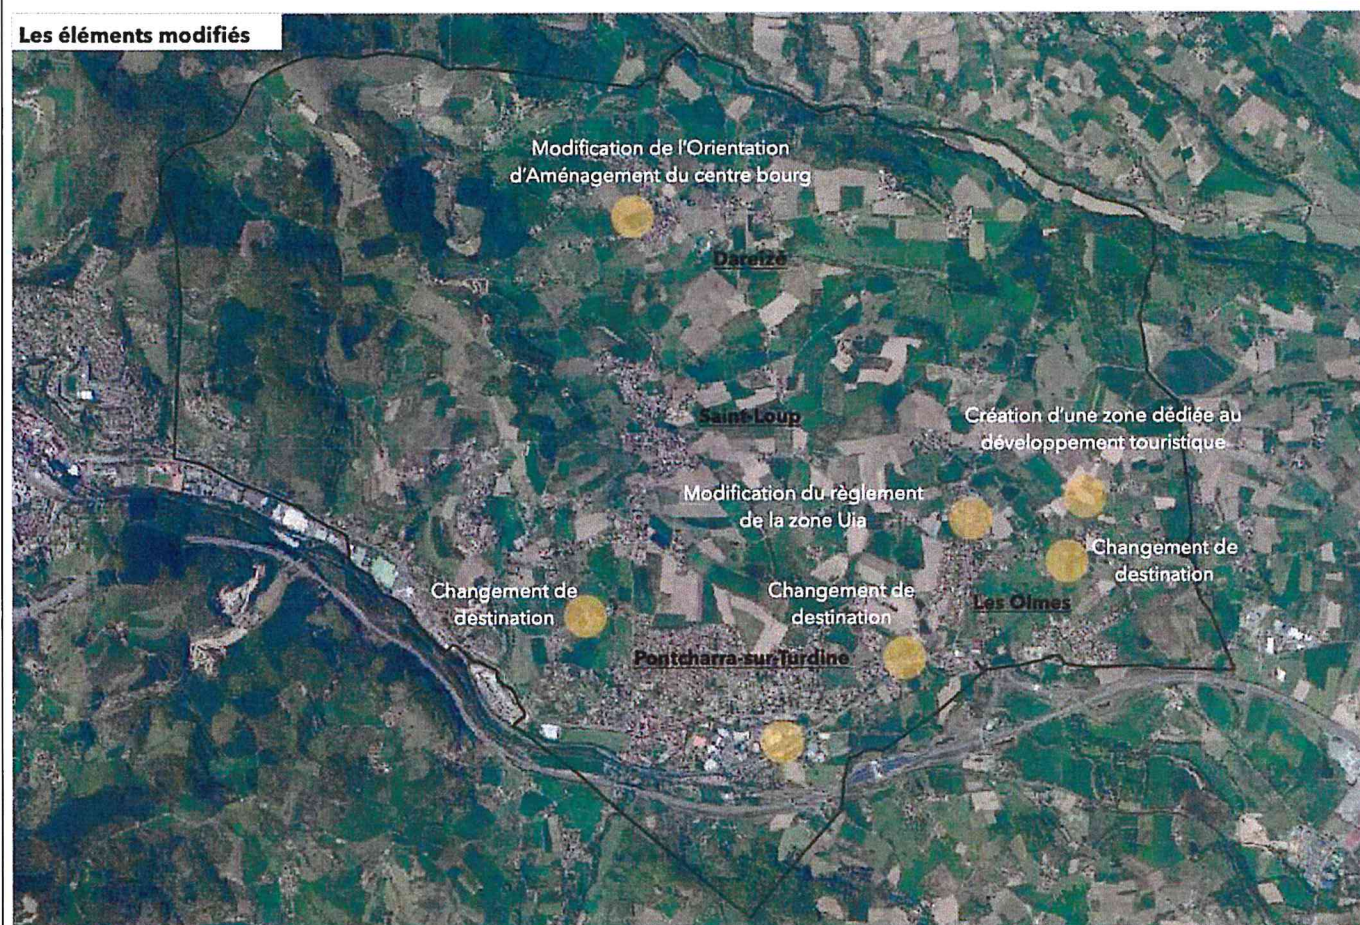 Les éléments modifiés
Modification de l'Orientation
d'Aménagement du centre bourg
Dareizé
Saint-Loup
Création d'une zone dédiée au
développement touristique
Modification du règlement
de la zone Uia
Changement de
destination
Changement de
destination
Changement de
destination
Les Olmes
Pontcharra-sur-Turdine